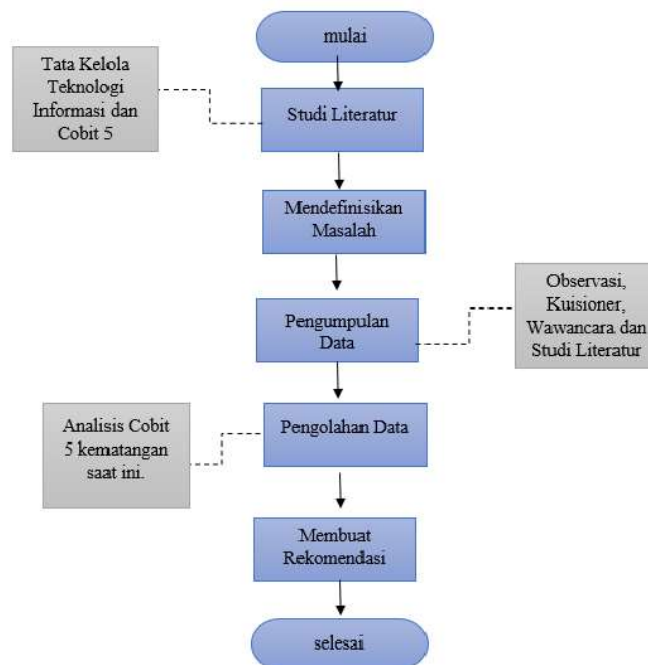 mulai
Tata Kelola
Teknologi
Informasi dan
Cobit 5
Studi Literatur
Mendefinisikan
Masalah
Observasi,
Kuisioner,
Wawancara dan
Studi Literatur
Pengumpulan
Data
Analisis Cobit
5 kematangan
saat ini.
Pengolahan Data
Membuat
Rekomendasi
selesai